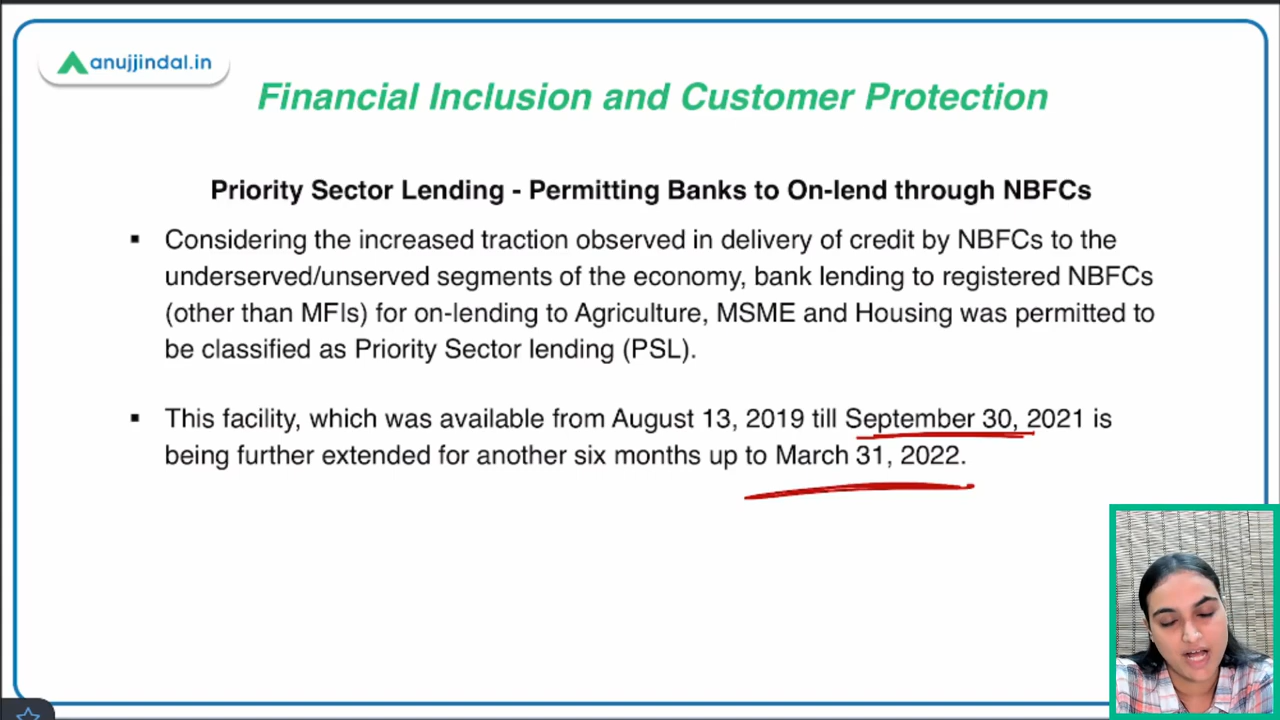 anujjindal.in
Financial Inclusion and Customer Protection
Priority Sector Lending - Permitting Banks to On-lend through NBFCs
▪ Considering the increased traction observed in delivery of credit by NBFCs to the
underserved/unserved segments of the economy, bank lending to registered NBFCs
(other than MFIs) for on-lending to Agriculture, MSME and Housing was permitted to
be classified as Priority Sector lending (PSL).
▪ This facility, which was available from August 13, 2019 till September 30, 2021 is
being further extended for another six months up to March 31, 2022.